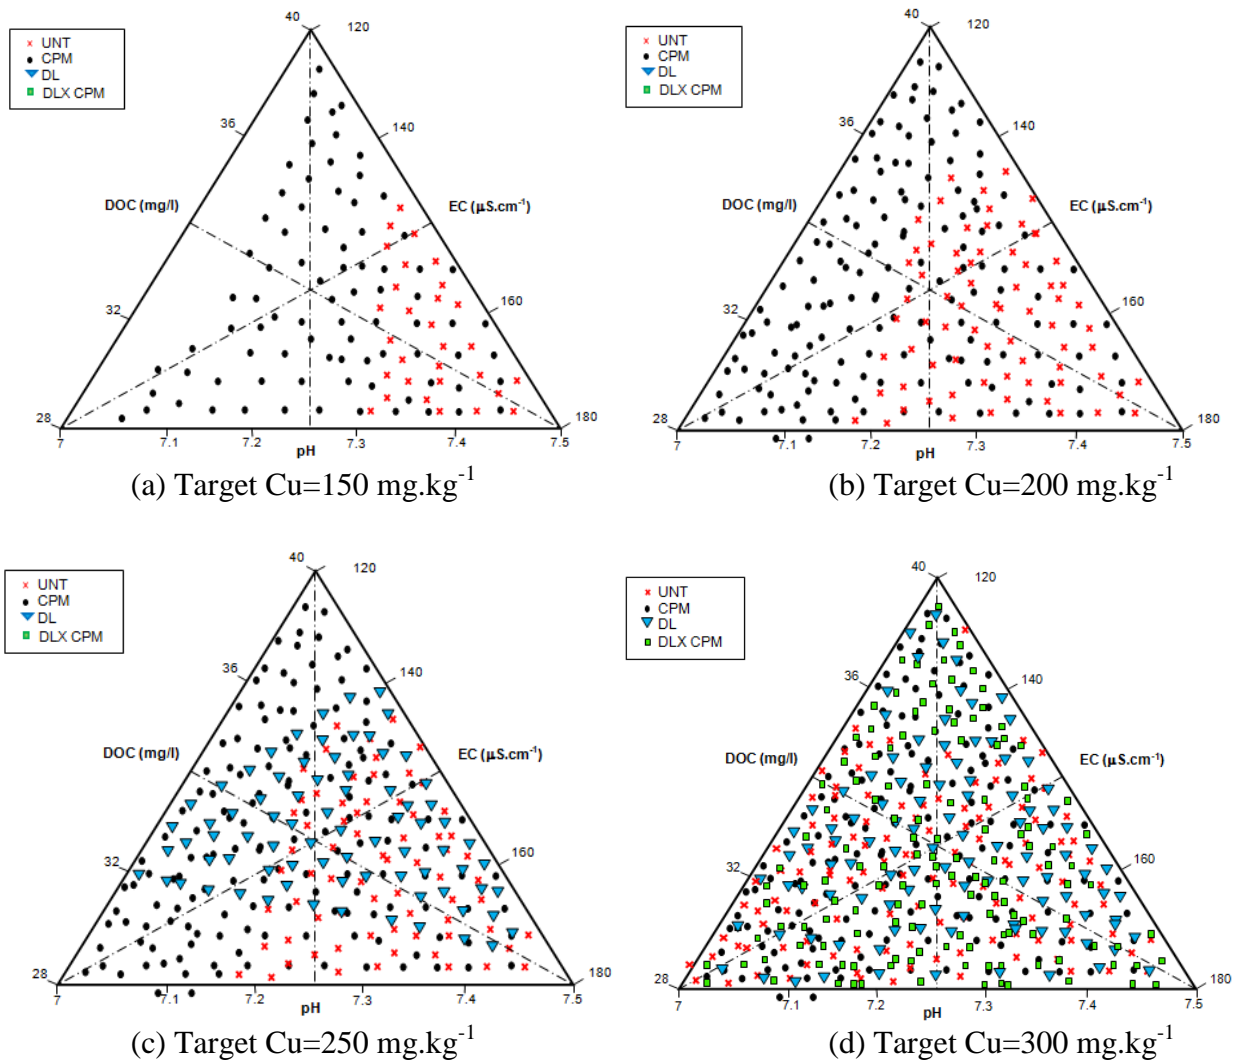 40 120
UNT
CPM
DL
DLX CPM
36 140
DOC (mg/l) EC (μS.cm-1)
32 160
28 180
7 7.1 7.2 7.3 7.4 7.5
pH
(a) Target Cu=150 mg.kg-1
40 120
UNT
CPM
DL
DLX CPM
36 140
DOC (mg/l) EC (μS.cm-1)
32 160
28 180
7 7.1 7.2 7.3 7.4 7.5
pH
(b) Target Cu=200 mg.kg-1
40 120
UNT
CPM
DL
DLX CPM
36 140
DOC (mg/l) EC (μS.cm-1)
32 160
28 180
7 7.1 7.2 7.3 7.4 7.5
pH
(c) Target Cu=250 mg.kg-1
40 120
UNT
CPM
DL
DLX CPM
36 140
DOC (mg/l) EC (μS.cm-1)
32 160
28 180
7 7.1 7.2 7.3 7.4 7.5
pH
(d) Target Cu=300 mg.kg-1